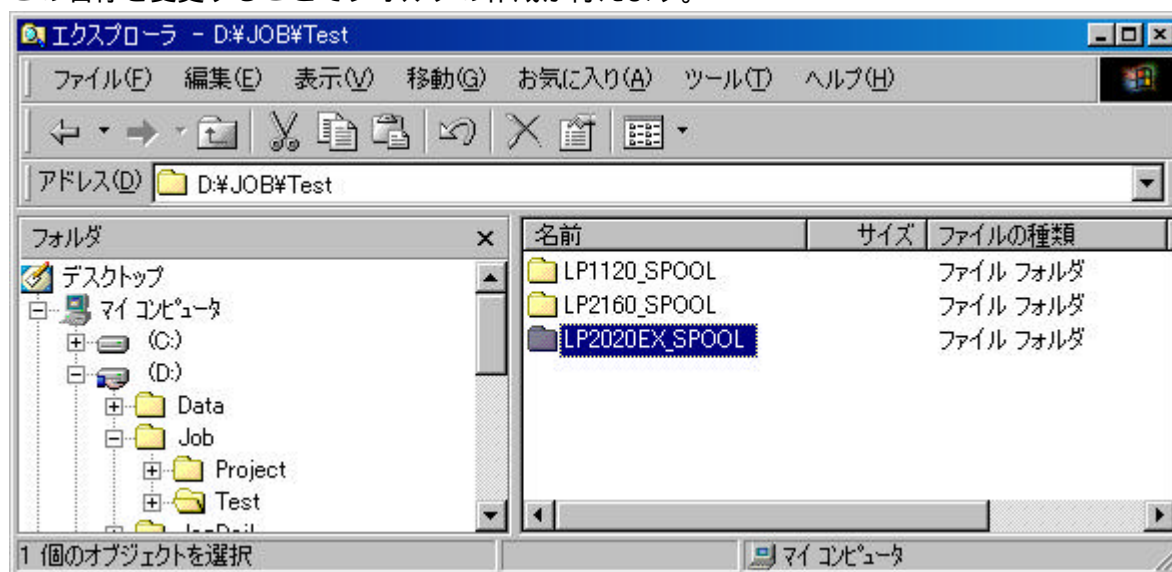 エクスプローラ - D:¥JOB¥Test
ファイル(F) 編集(E) 表示(V) 移動(G) お気に入り(A) ツール(T) ヘルプ(H)
アドレス(D) D:¥JOB¥Test
フォルダ ×
デスクトップ
マイ コンピュータ
(C:)
(D:)
Data
Job
Project
Test
名前 サイズ ファイルの種類
LP1120_SPOOL ファイル フォルダ
LP2160_SPOOL ファイル フォルダ
LP2020EX_SPOOL ファイル フォルダ
1 個のオブジェクトを選択 マイ コンピュータ